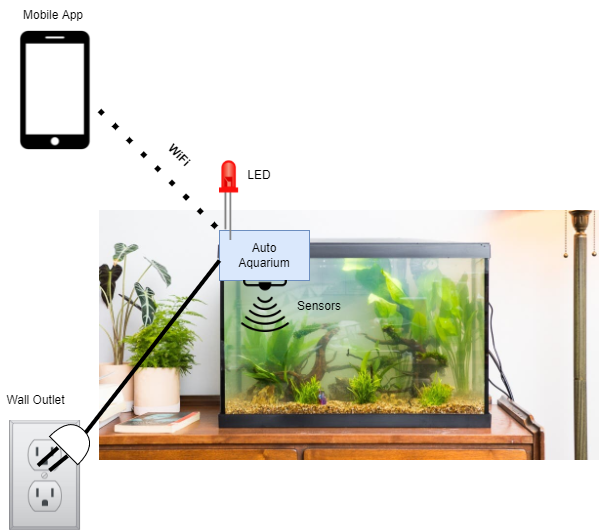 Mobile App
WiFi
LED
Auto
Aquarium
Sensors
Wall Outlet